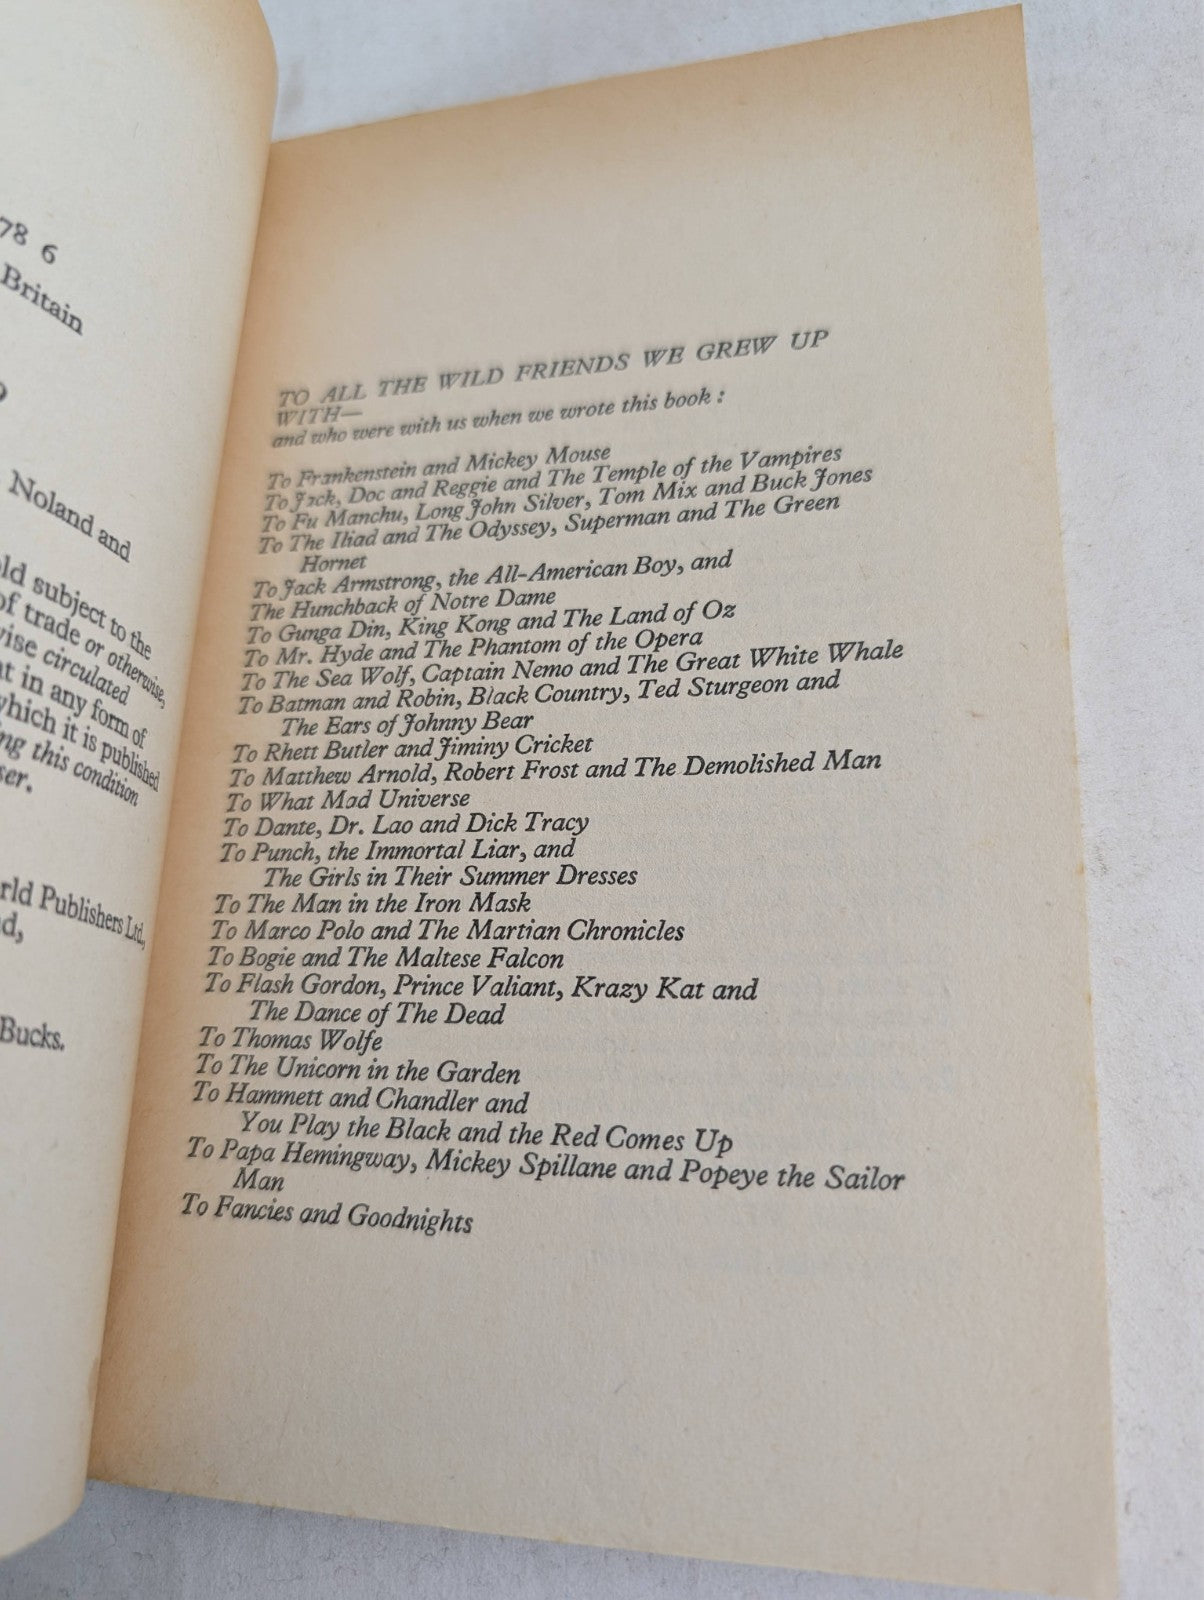 78 6
Britain
Noland and
old subject to the
of trade or otherwise,
wise circulated
at in any form of
which it is published
ing this condition
ser.
rld Publishers Ltd,
d,
Bucks.
TO ALL THE WILD FRIENDS WE GREW UP
WITH—
and who were with us when we wrote this book :
To Frankenstein and Mickey Mouse
To Jack, Doc and Reggie and The Temple of the Vampires
To Fu Manchu, Long John Silver, Tom Mix and Buck Jones
To The Iliad and The Odyssey, Superman and The Green
Hornet
To Jack Armstrong, the All-American Boy, and
The Hunchback of Notre Dame
To Gunga Din, King Kong and The Land of Oz
To Mr. Hyde and The Phantom of the Opera
To The Sea Wolf, Captain Nemo and The Great White Whale
To Batman and Robin, Black Country, Ted Sturgeon and
The Ears of Johnny Bear
To Rhett Butler and Jiminy Cricket
To Matthew Arnold, Robert Frost and The Demolished Man
To What Mad Universe
To Dante, Dr. Lao and Dick Tracy
To Punch, the Immortal Liar, and
The Girls in Their Summer Dresses
To The Man in the Iron Mask
To Marco Polo and The Martian Chronicles
To Bogie and The Maltese Falcon
To Flash Gordon, Prince Valiant, Krazy Kat and
The Dance of The Dead
To Thomas Wolfe
To The Unicorn in the Garden
To Hammett and Chandler and
You Play the Black and the Red Comes Up
To Papa Hemingway, Mickey Spillane and Popeye the Sailor
Man
To Fancies and Goodnights